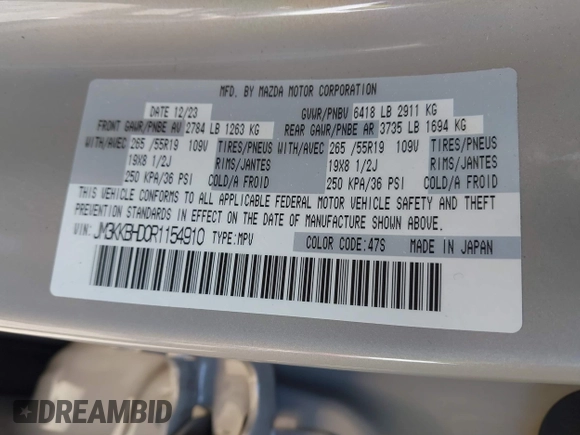 MFD. BY MAZDA MOTOR CORPORATION
DATE 12/23 GVWR/PNBV 6418 LB 2911 KG
FRONT GAWR/PNBE AV 2784 LB 1263 KG REAR GAWR/PNBE AR 3735 LB 1694 KG
WITH/AVEC 265 /55R19 109V TIRES/PNEUS WITH/AVEC 265 /55R19 109V TIRES/PNEUS
19X8 1/2J RIMS/JANTES 19X8 1/2J RIMS/JANTES
250 KPA/36 PSI COLD/A FROID 250 KPA/36 PSI COLD/A FROID
THIS VEHICLE CONFORMS TO ALL APPLICABLE FEDERAL MOTOR VEHICLE SAFETY AND THEFT
PREVENTION STANDARDS IN EFFECT ON THE DATE OF MANUFACTURE SHOWN ABOVE.
VIN: JM3KKBHD0R1154910 TYPE:MPV COLOR CODE:47S MADE IN JAPAN
DREAMBID